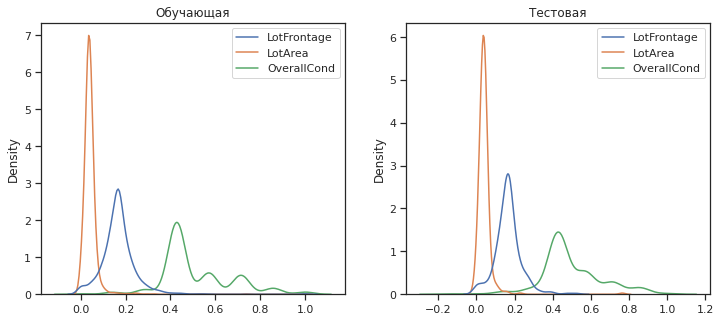 Обучающая
Density
7
6
5
4
3
2
1
0
0.0 0.2 0.4 0.6 0.8 1.0
LotFrontage
LotArea
OverallCond
Тестовая
Density
6
5
4
3
2
1
0
−0.2 0.0 0.2 0.4 0.6 0.8 1.0 1.2
LotFrontage
LotArea
OverallCond